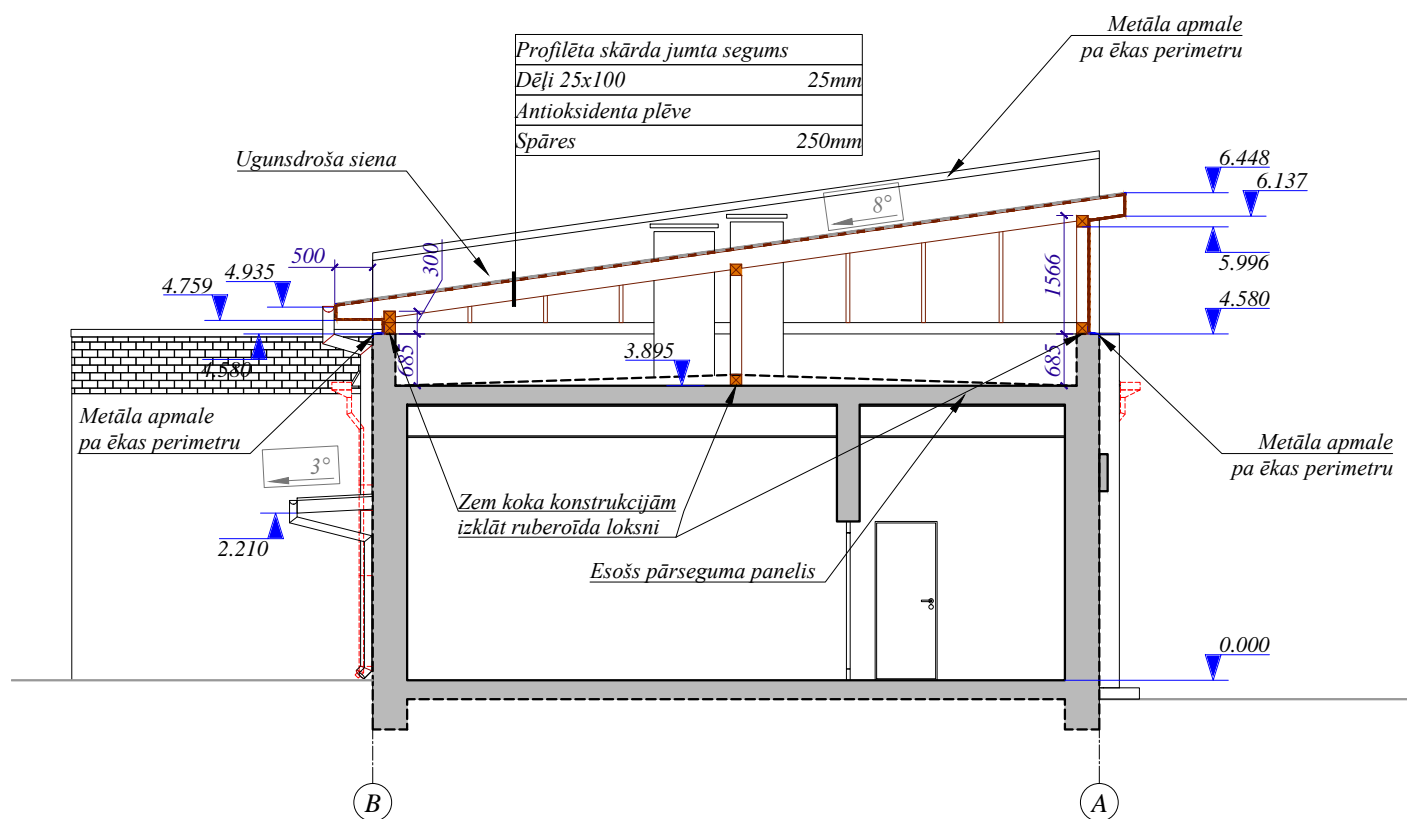 Metāla apmale
pa ēkas perimetru
Profilēta skārda jumta segums
Dēļi 25x100 25mm
Antioksidenta plēve
Spāres 250mm
Ugunsdroša siena
6.448
6.137
8°
500
4.935
4.759
300
1566
5.996
4.580
4.580
685
3.895
685
Metāla apmale
pa ēkas perimetru
3°
Metāla apmale
pa ēkas perimetru
Zem koka konstrukcijām
izklāt ruberoīda loksni
2.210
Esošs pārseguma panelis
0.000
B
A